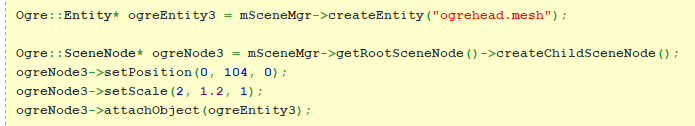 Ogre::Entity* ogreEntity3 = mSceneMgr->createEntity("ogrehead.mesh");
Ogre::SceneNode* ogreNode3 = mSceneMgr->getRootSceneNode()->createChildSceneNode();
ogreNode3->setPosition(0, 104, 0);
ogreNode3->setScale(2, 1.2, 1);
ogreNode3->attachObject(ogreEntity3);